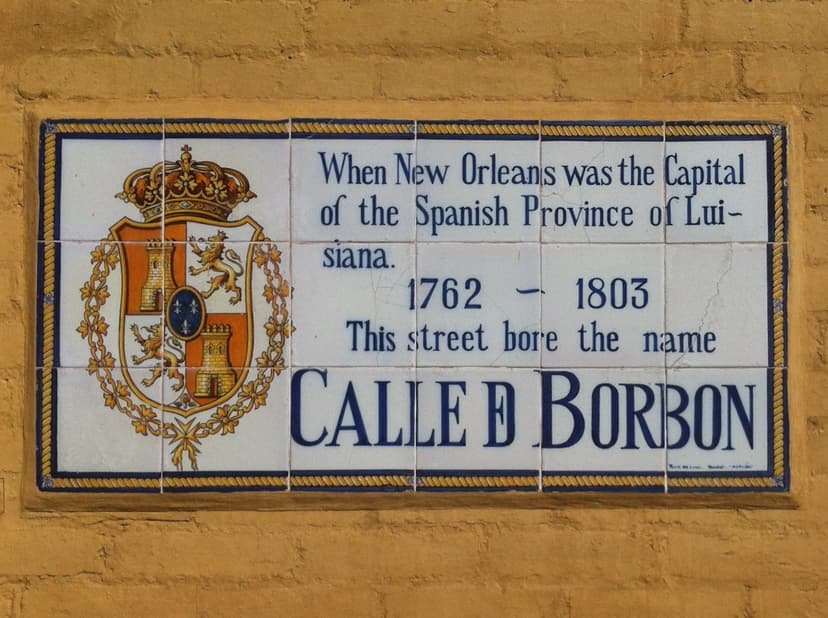 When New Orleans was the Capital
of the Spanish Province of Lui-
siana.
1762 ~ 1803
This street bore the name
CALLE D BORBON